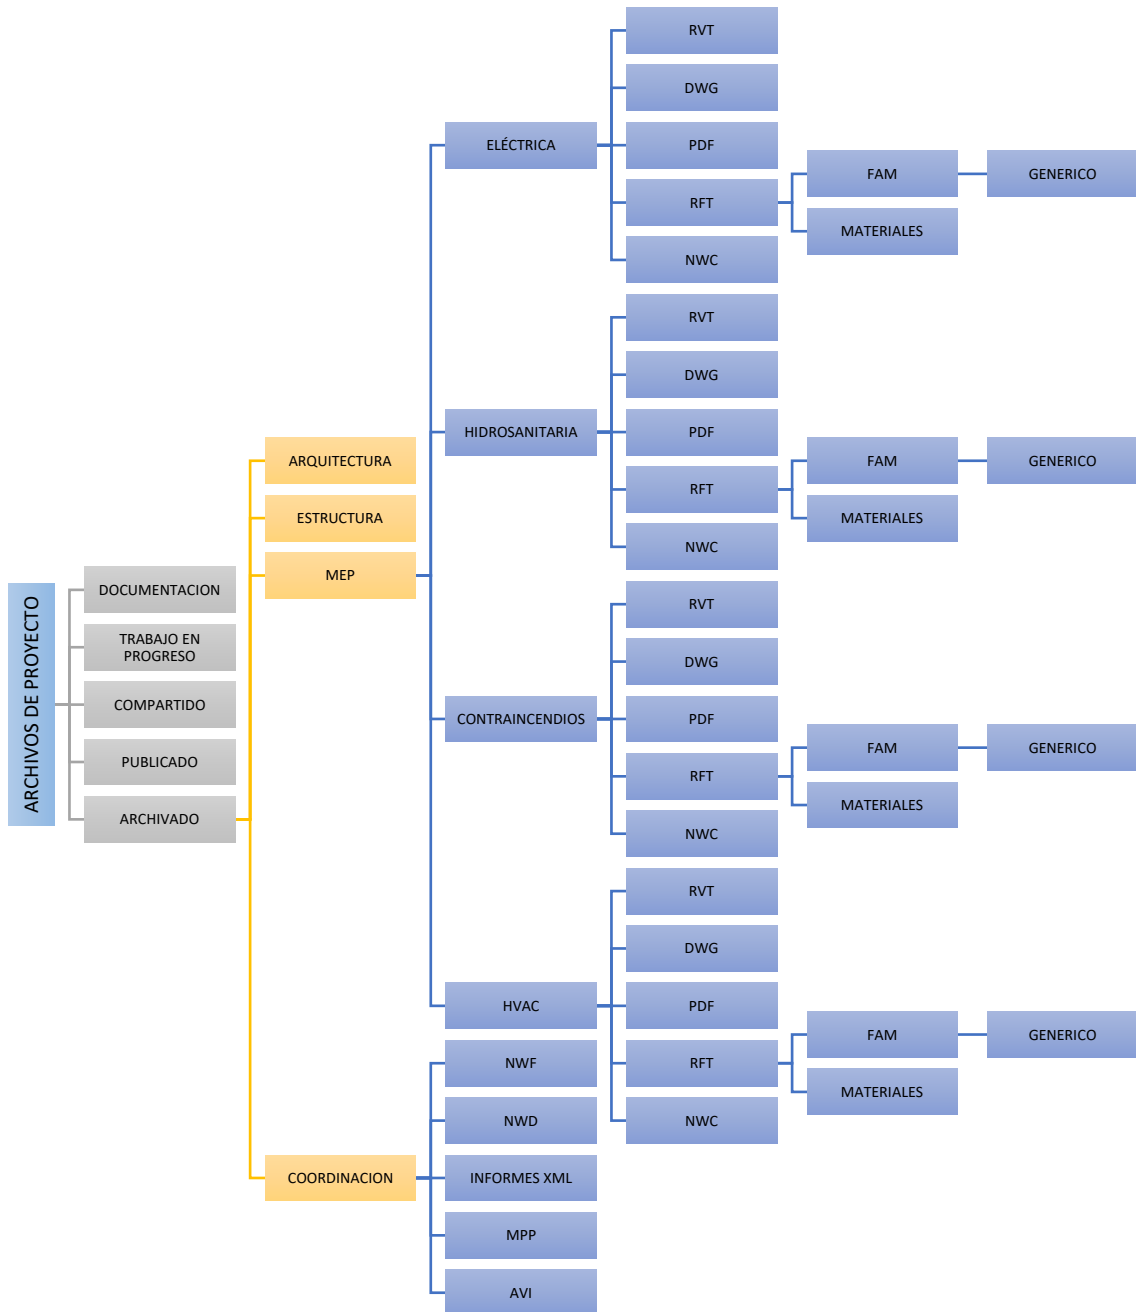 ARCHIVOS DE PROYECTO
DOCUMENTACION
TRABAJO EN
PROGRESO
COMPARTIDO
PUBLICADO
ARCHIVADO
ARQUITECTURA
ESTRUCTURA
MEP
ELÉCTRICA
RVT
DWG
PDF
RFT
FAM
GENERICO
MATERIALES
NWC
HIDROSANITARIA
RVT
DWG
PDF
RFT
FAM
GENERICO
MATERIALES
NWC
CONTRAINCENDIOS
RVT
DWG
PDF
RFT
FAM
GENERICO
MATERIALES
NWC
HVAC
RVT
DWG
PDF
RFT
FAM
GENERICO
MATERIALES
NWC
COORDINACION
NWF
NWD
INFORMES XML
MPP
AVI